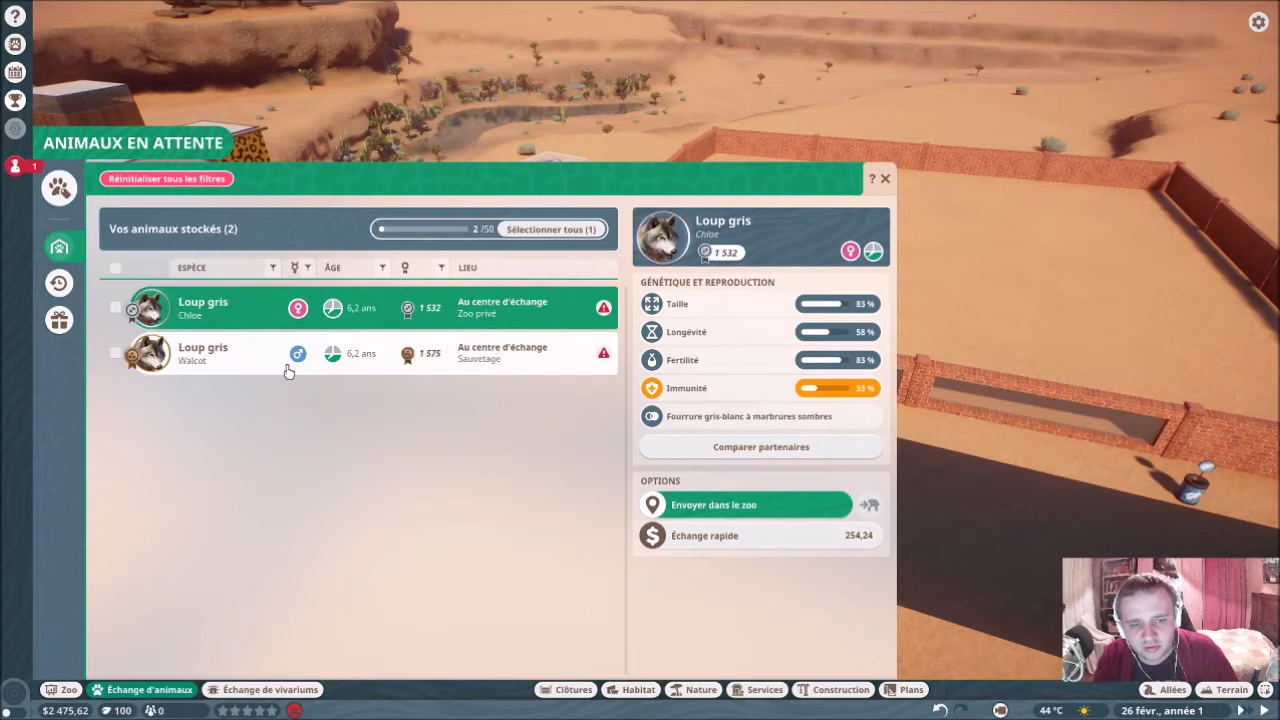 ANIMAUX EN ATTENTE
1
Réinitialiser tous les filtres
?
Vos animaux stockés (2)
2 /50
Sélectionner tous (1)
ESPÈCE
ÂGE
LIEU
Loup gris
Chloe
6,2 ans
1 532
Au centre d'échange
Zoo privé
Loup gris
Walcot
6,2 ans
1 575
Au centre d'échange
Sauvetage
Loup gris
Chloe
1 532
GÉNÉTIQUE ET REPRODUCTION
Taille 83 %
Longévité 58 %
Fertilité 83 %
Immunité 33 %
Fourrure gris-blanc à marbrures sombres
Comparer partenaires
OPTIONS
Envoyer dans le zoo
$ Échange rapide 254,24
Zoo
Échange d'animaux
Échange de vivariums
Clôtures
Habitat
Nature
Services
Construction
Plans
Allées
Terrain
$2 475,62
100
0
44 °C
26 févr., année 1